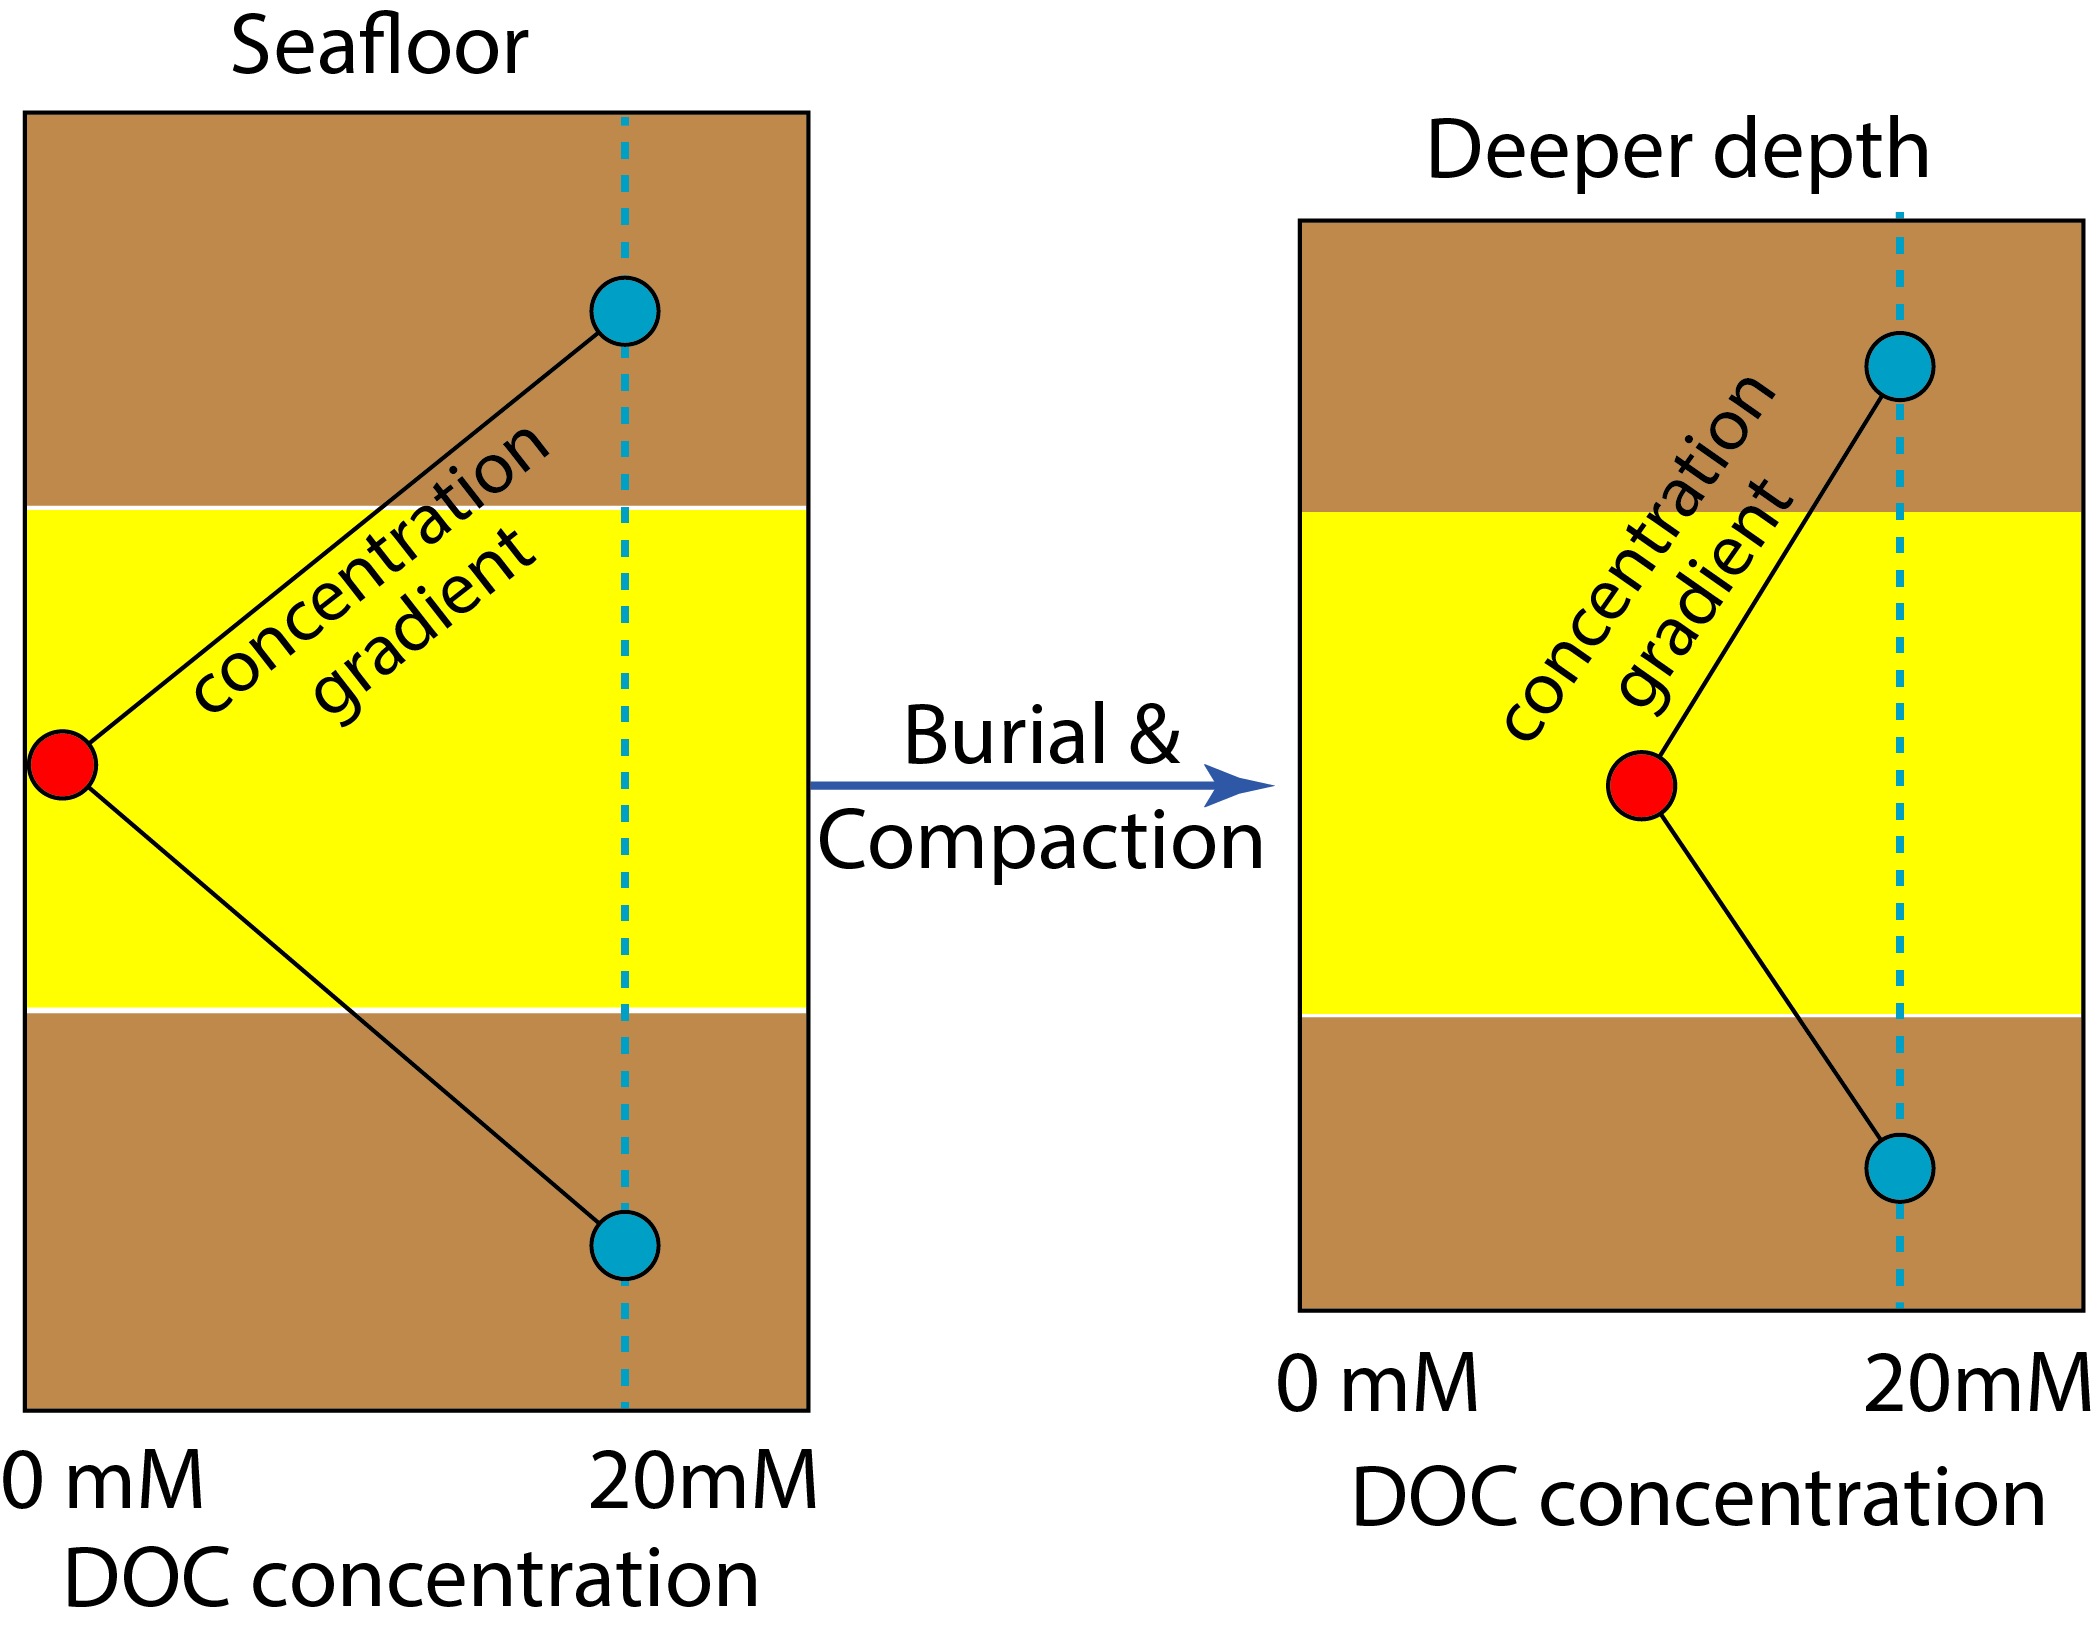 Seafloor
concentration
gradient
0 mM
20mM
DOC concentration
Burial &
Compaction
Deeper depth
concentration
gradient
0 mM
20mM
DOC concentration